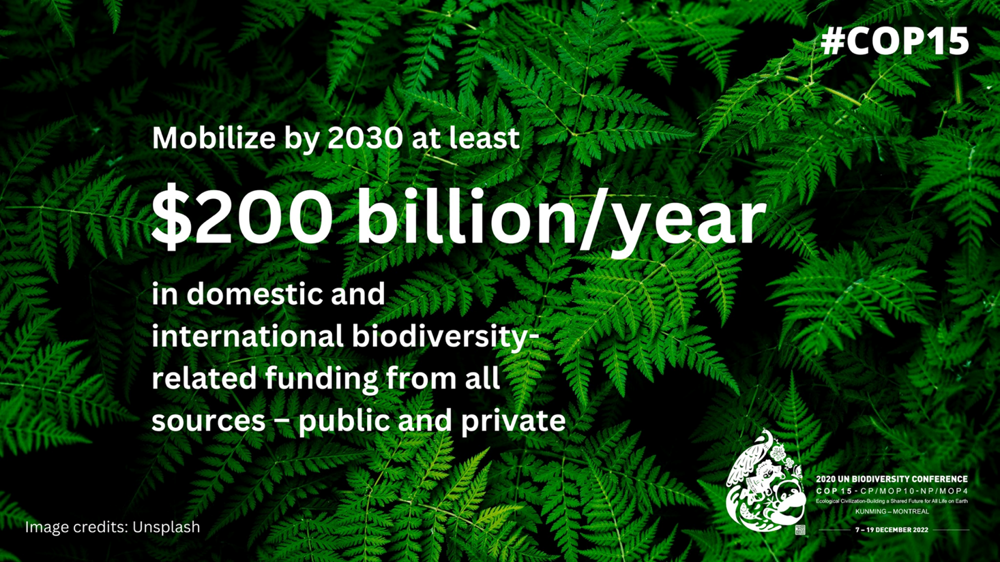 #COP15
Mobilize by 2030 at least
$200 billion/year
in domestic and
international biodiversity-
related funding from all
sources – public and private
2020 UN BIODIVERSITY CONFERENCE
COP 15 - CP/MOP10-NP/MOP4
Ecological Civilization-Building a Shared Future for All Life on Earth
KUNMING – MONTREAL
7 – 19 DECEMBER 2022
Image credits: Unsplash